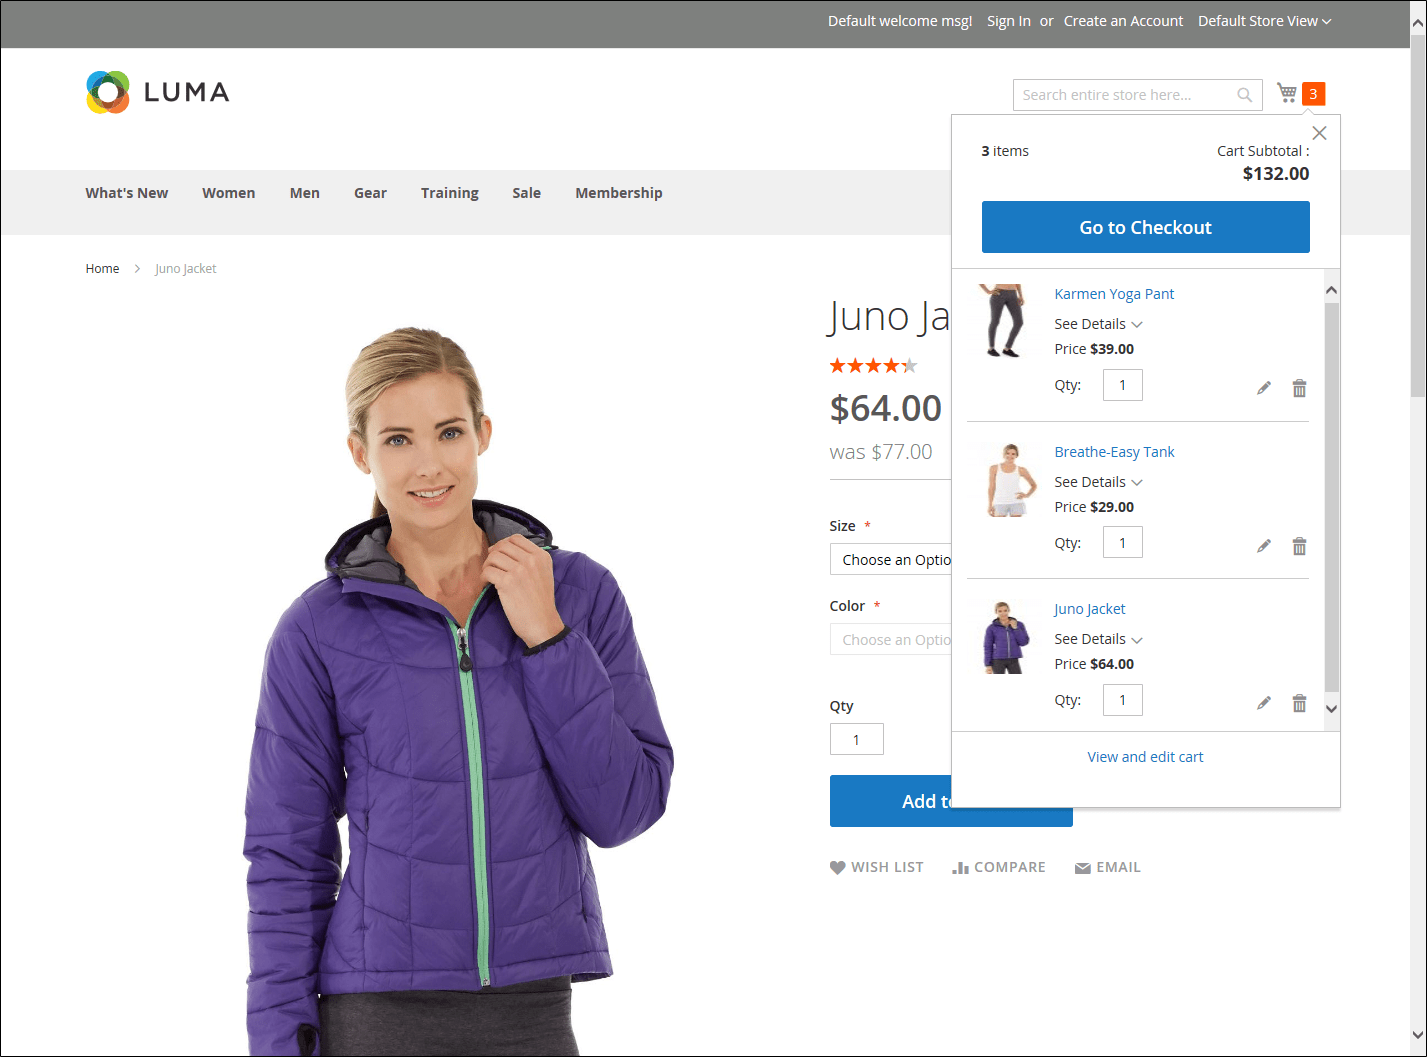 Default welcome msg! Sign In or Create an Account Default Store View
LUMA
Search entire store here...
3
3 items
Cart Subtotal :
$132.00
Go to Checkout
What's New Women Men Gear Training Sale Membership
Home Juno Jacket
Juno Ja
$64.00
was $77.00
Size *
Choose an Optio
Color *
Choose an Optio
Qty
1
Add t
WISH LIST COMPARE EMAIL
Karmen Yoga Pant
See Details
Price $39.00
Qty: 1
Breathe-Easy Tank
See Details
Price $29.00
Qty: 1
Juno Jacket
See Details
Price $64.00
Qty: 1
View and edit cart